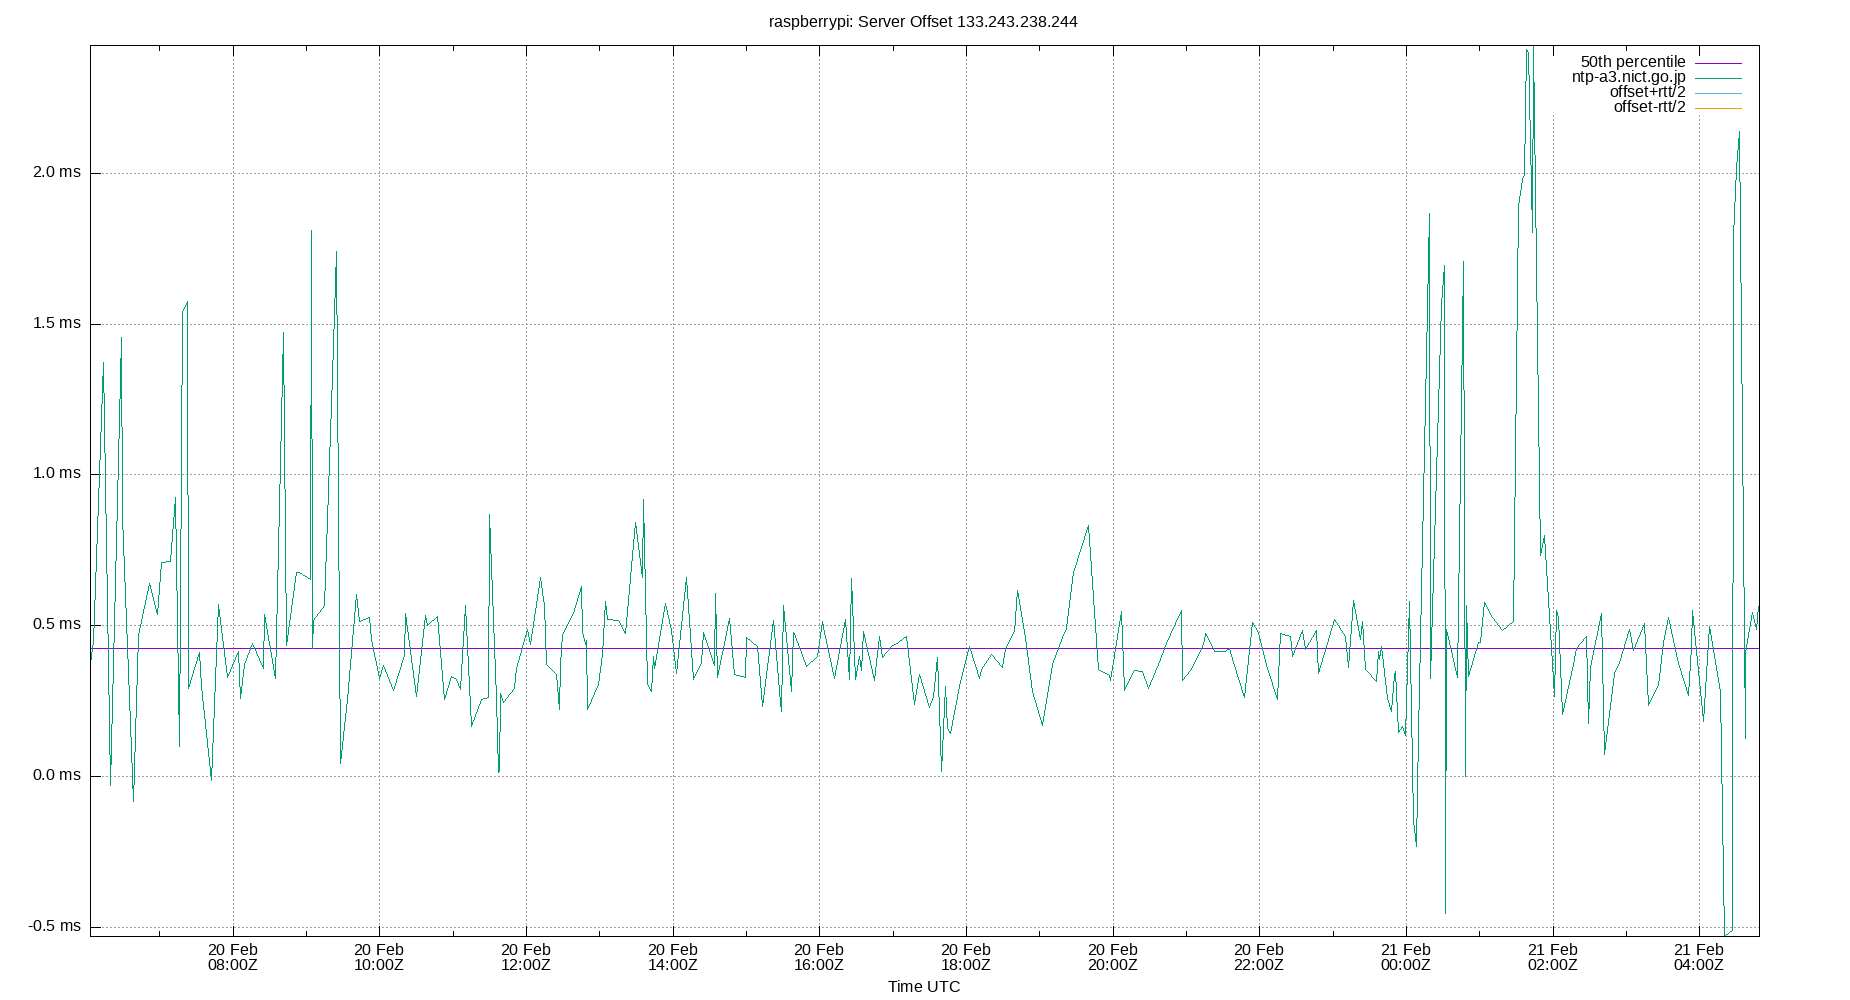 raspberrypi: Server Offset 133.243.238.244
50th percentile
ntp-a3.nict.go.jp
offset+rtt/2
offset-rtt/2
2.0 ms
1.5 ms
1.0 ms
0.5 ms
0.0 ms
-0.5 ms
20 Feb 20 Feb 20 Feb 20 Feb 20 Feb 20 Feb 20 Feb 20 Feb 21 Feb 21 Feb 21 Feb
08:00Z 10:00Z 12:00Z 14:00Z 16:00Z 18:00Z 20:00Z 22:00Z 00:00Z 02:00Z 04:00Z
Time UTC